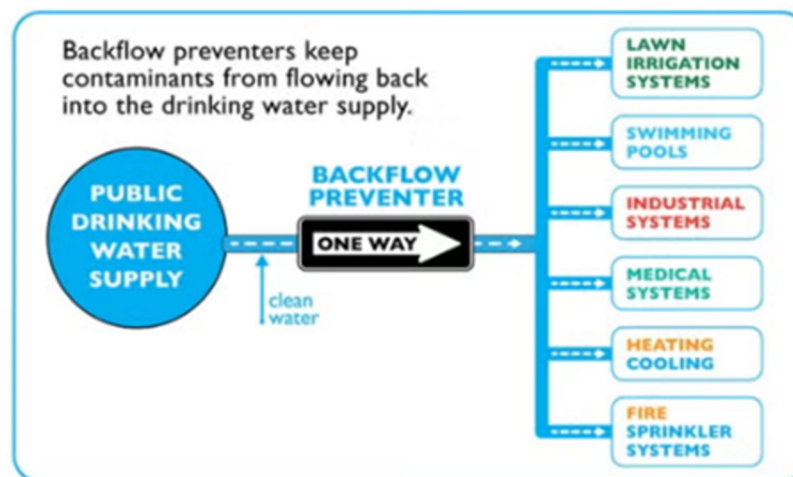 Backflow preventers keep
contaminants from flowing back
into the drinking water supply.
PUBLIC
DRINKING
WATER
SUPPLY
clean
water
BACKFLOW
PREVENTER
ONE WAY
LAWN
IRRIGATION
SYSTEMS
SWIMMING
POOLS
INDUSTRIAL
SYSTEMS
MEDICAL
SYSTEMS
HEATING
COOLING
FIRE
SPRINKLER
SYSTEMS